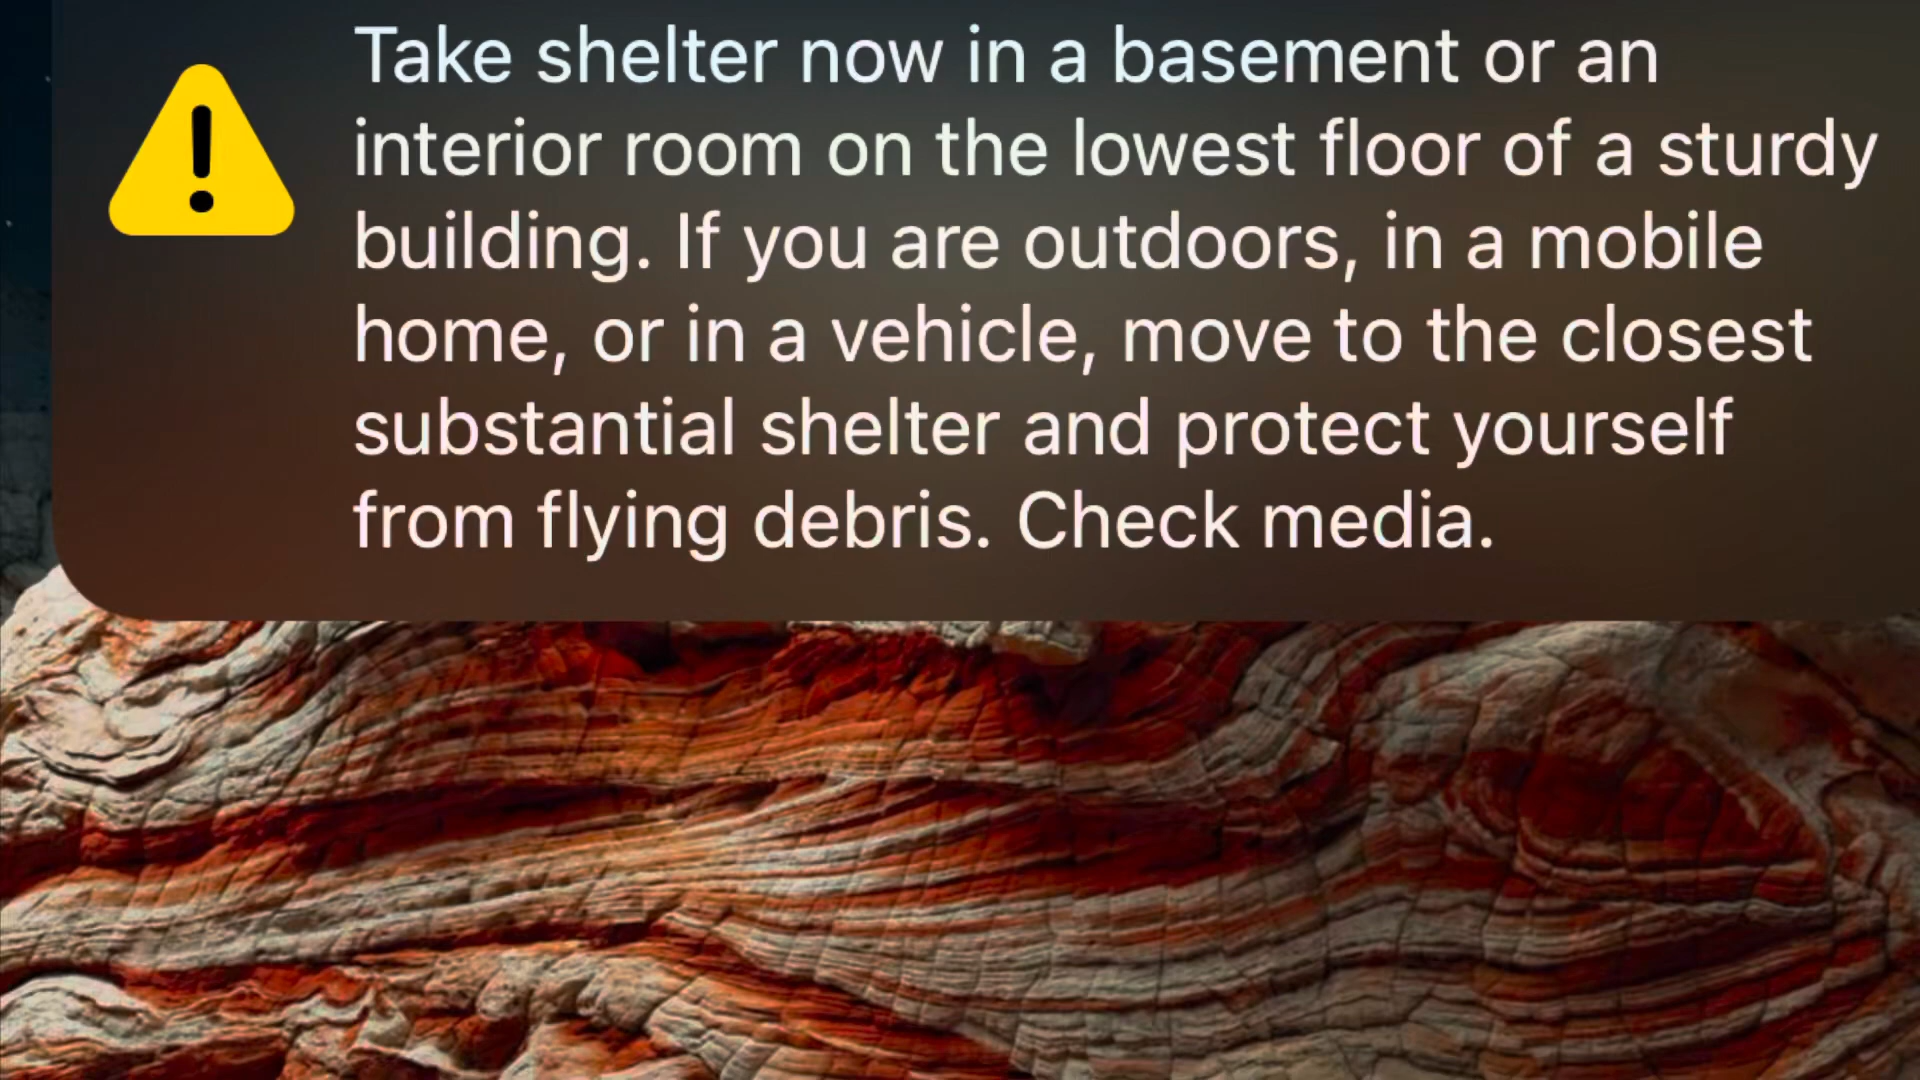 Take shelter now in a basement or an
interior room on the lowest floor of a sturdy
building. If you are outdoors, in a mobile
home, or in a vehicle, move to the closest
substantial shelter and protect yourself
from flying debris. Check media.